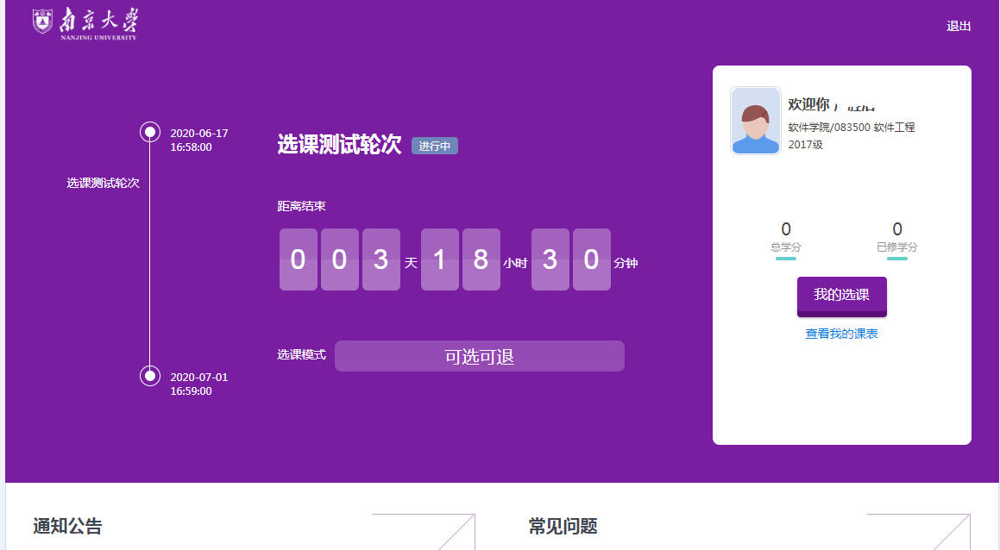 南京大学
NANJING UNIVERSITY
退出
2020-06-17
16:58:00
选课测试轮次
2020-07-01
16:59:00
选课测试轮次 进行中
距离结束
0 0 3 天 1 8 小时 3 0 分钟
选课模式 可选可退
欢迎你
软件学院/083500 软件工程
2017级
0 0
总学分 已修学分
我的选课
查看我的课表
通知公告 常见问题